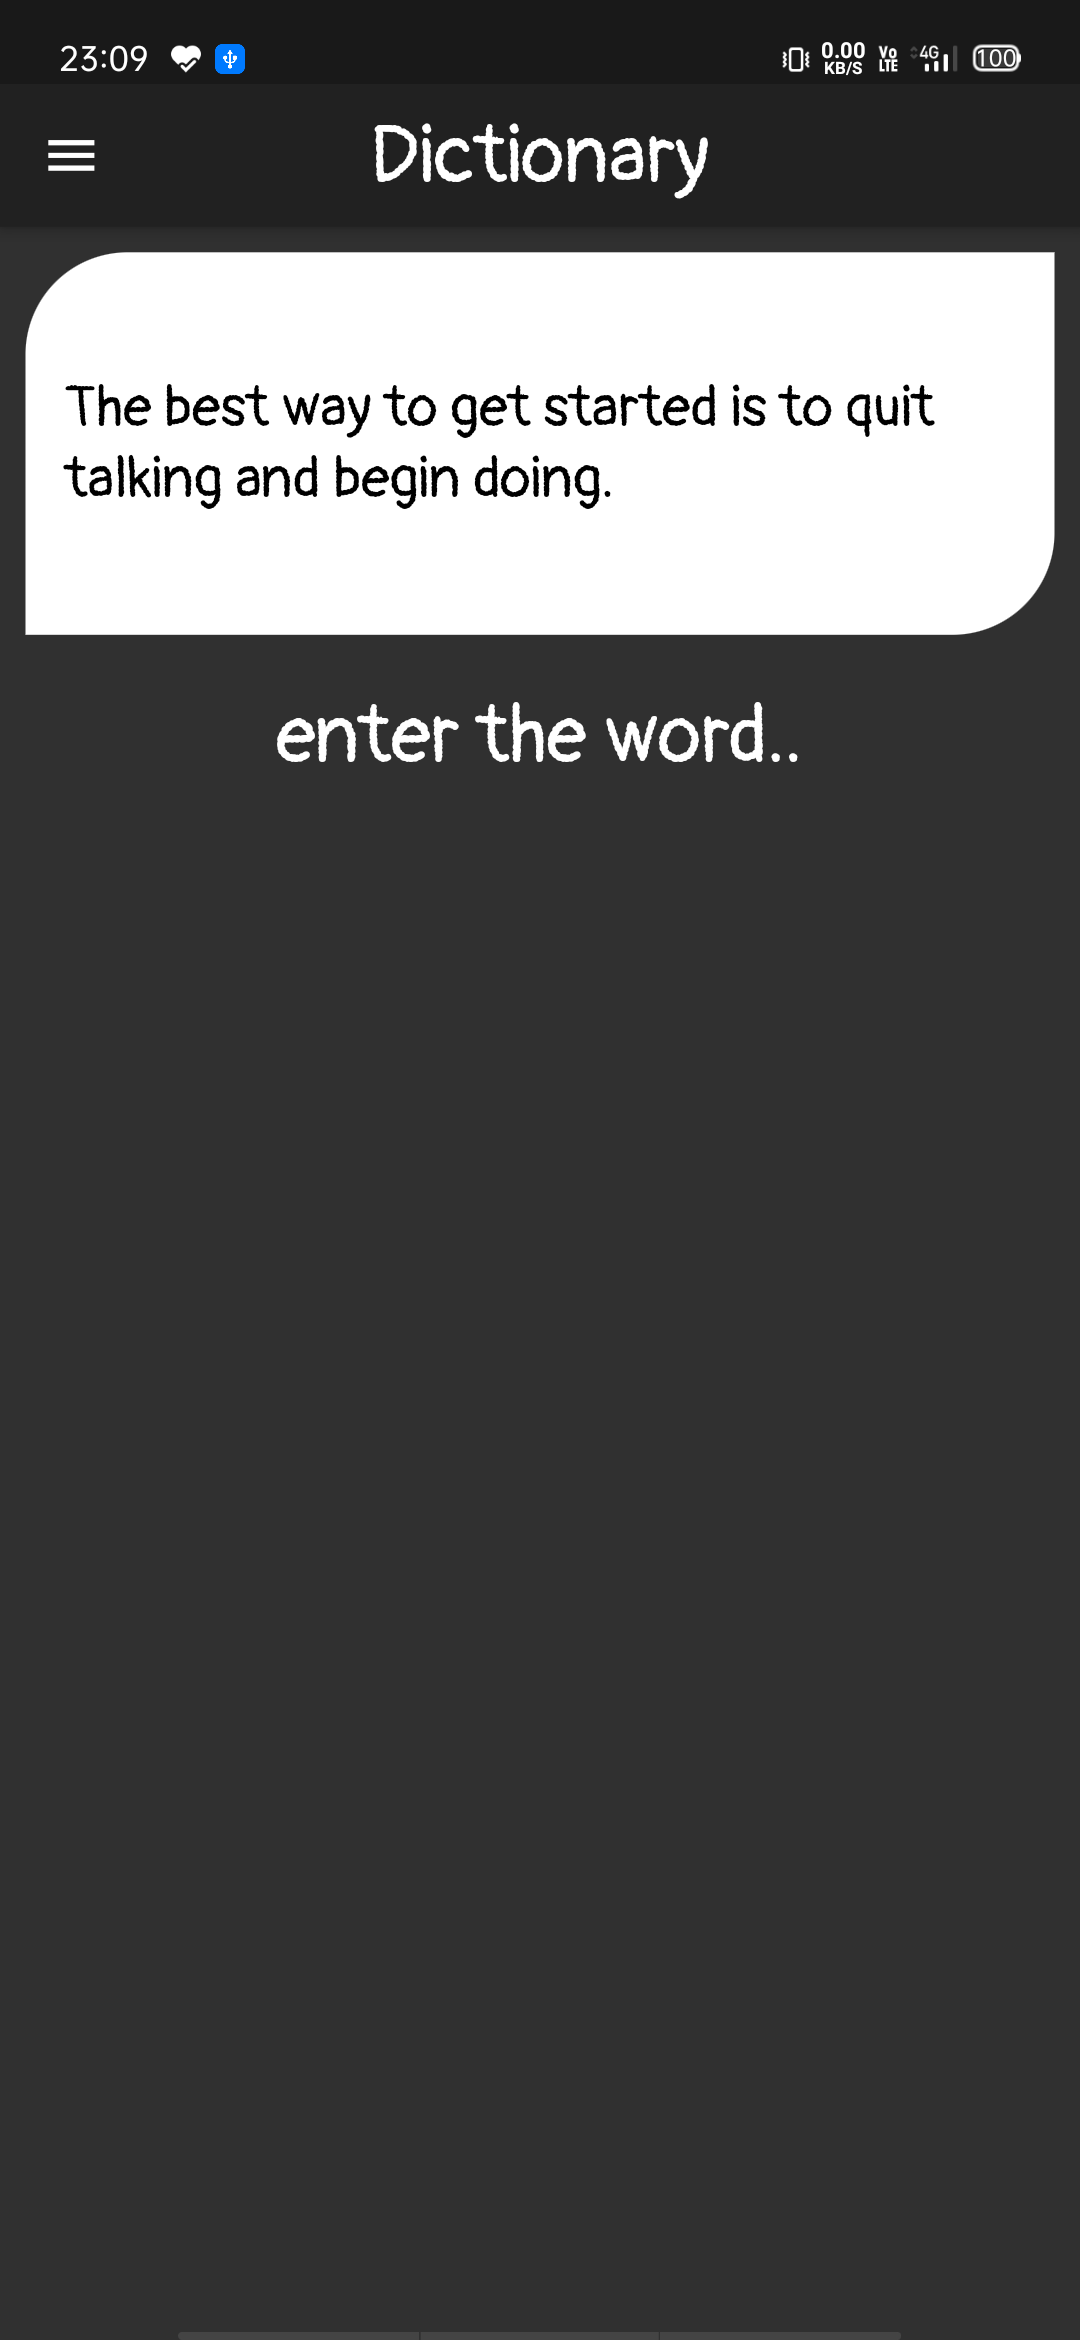 23:09 0.00 KB/S Vo LTE 4G 100
Dictionary
The best way to get started is to quit
talking and begin doing.
enter the word..